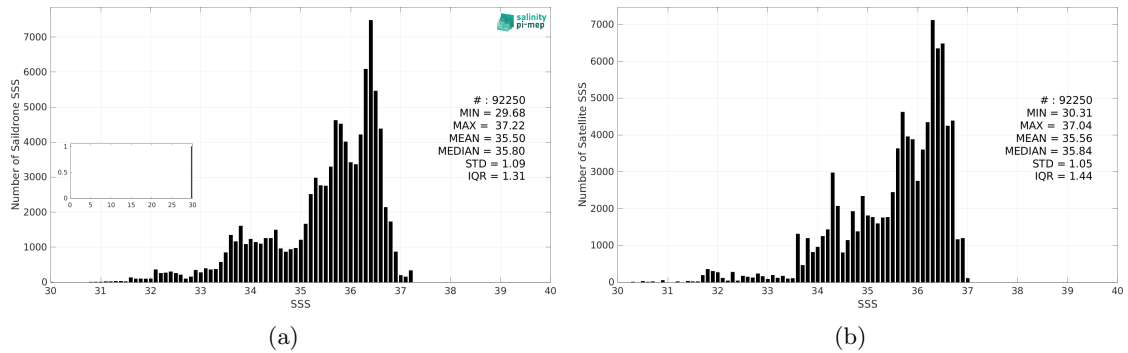 salinity
pi-mep
Number of Saildrone SSS
7000
6000
5000
4000
3000
2000
1000
0
# : 92250
MIN = 29.68
MAX = 37.22
MEAN = 35.50
MEDIAN = 35.80
STD = 1.09
IQR = 1.31
1
0.5
0
0 5 10 15 20 25 30
30 31 32 33 34 35 36 37 38 39 40
SSS
(a)
Number of Satellite SSS
7000
6000
5000
4000
3000
2000
1000
0
# : 92250
MIN = 30.31
MAX = 37.04
MEAN = 35.56
MEDIAN = 35.84
STD = 1.05
IQR = 1.44
30 31 32 33 34 35 36 37 38 39 40
SSS
(b)